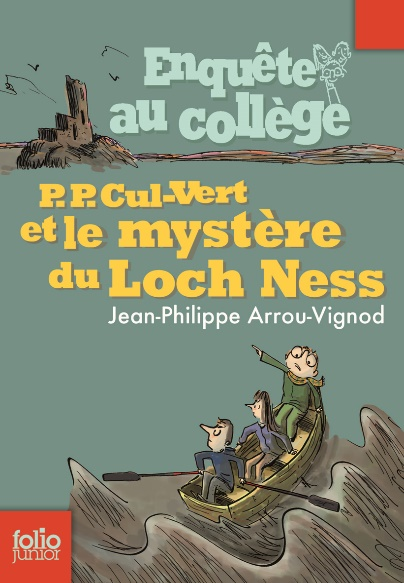 Enquête
au collège
P. P. Cul-Vert
et le mystère
du Loch Ness
Jean-Philippe Arrou-Vignod
folio
junior